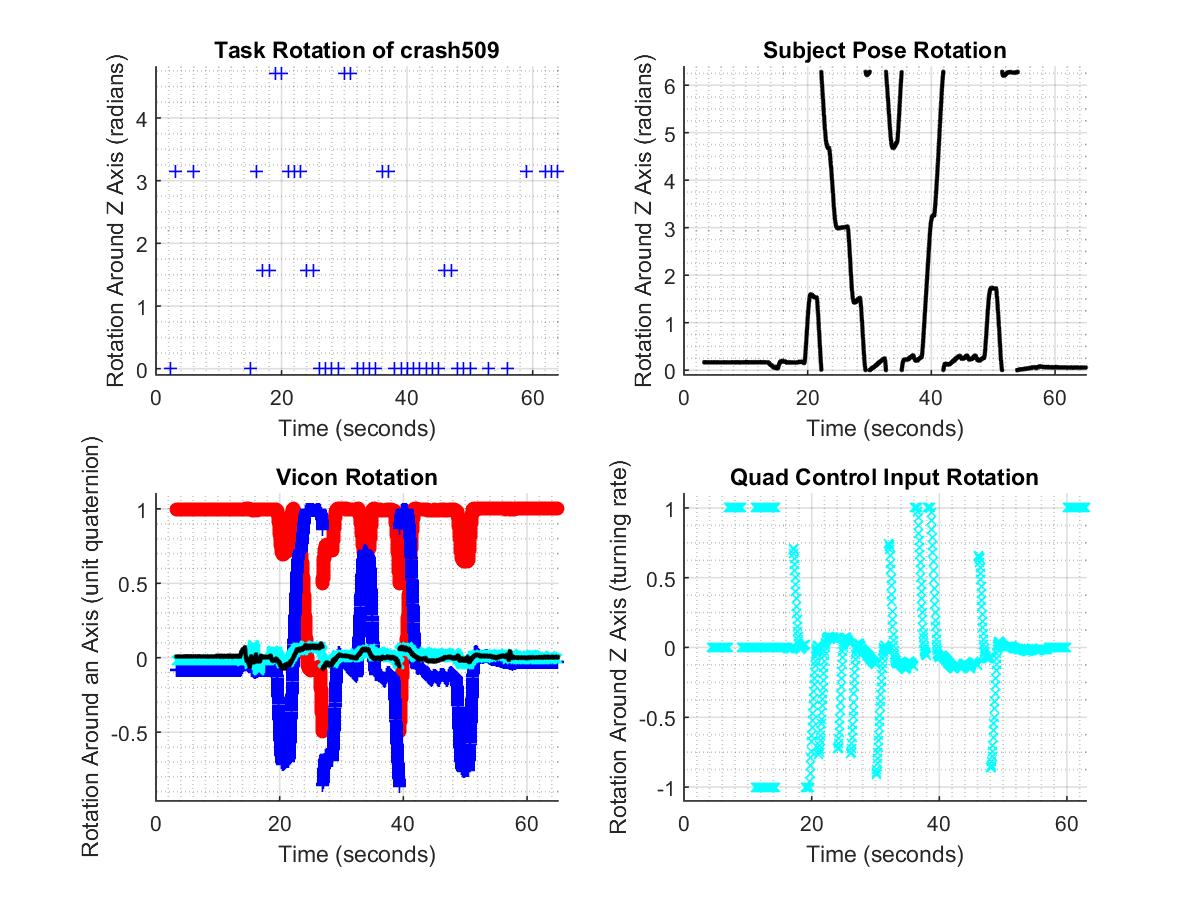 Task Rotation of crash509
Rotation Around Z Axis (radians)
4
3
2
1
0
0 20 40 60
Time (seconds)
Subject Pose Rotation
Rotation Around Z Axis (radians)
6
5
4
3
2
1
0
0 20 40 60
Time (seconds)
Vicon Rotation
Rotation Around an Axis (unit quaternion)
1
0.5
0
-0.5
0 20 40 60
Time (seconds)
Quad Control Input Rotation
Rotation Around Z Axis (turning rate)
1
0.5
0
-0.5
-1
0 20 40 60
Time (seconds)